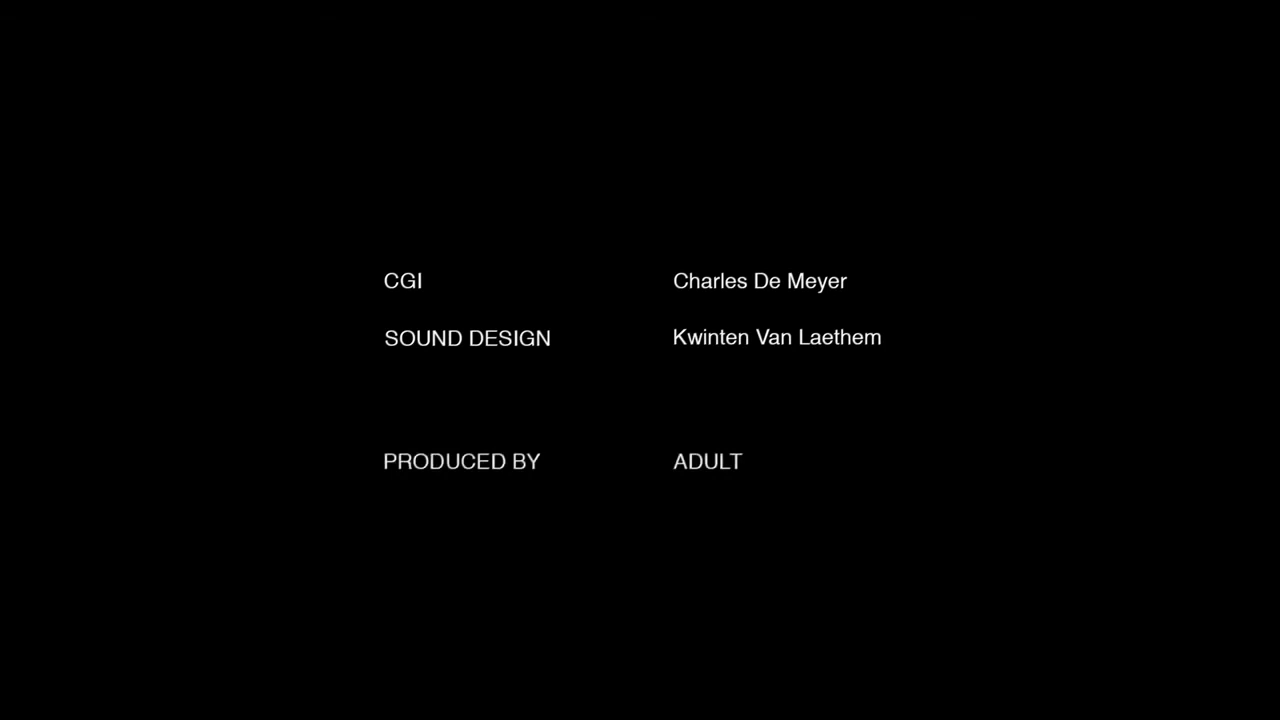 CGI Charles De Meyer
SOUND DESIGN Kwinten Van Laethem
PRODUCED BY ADULT